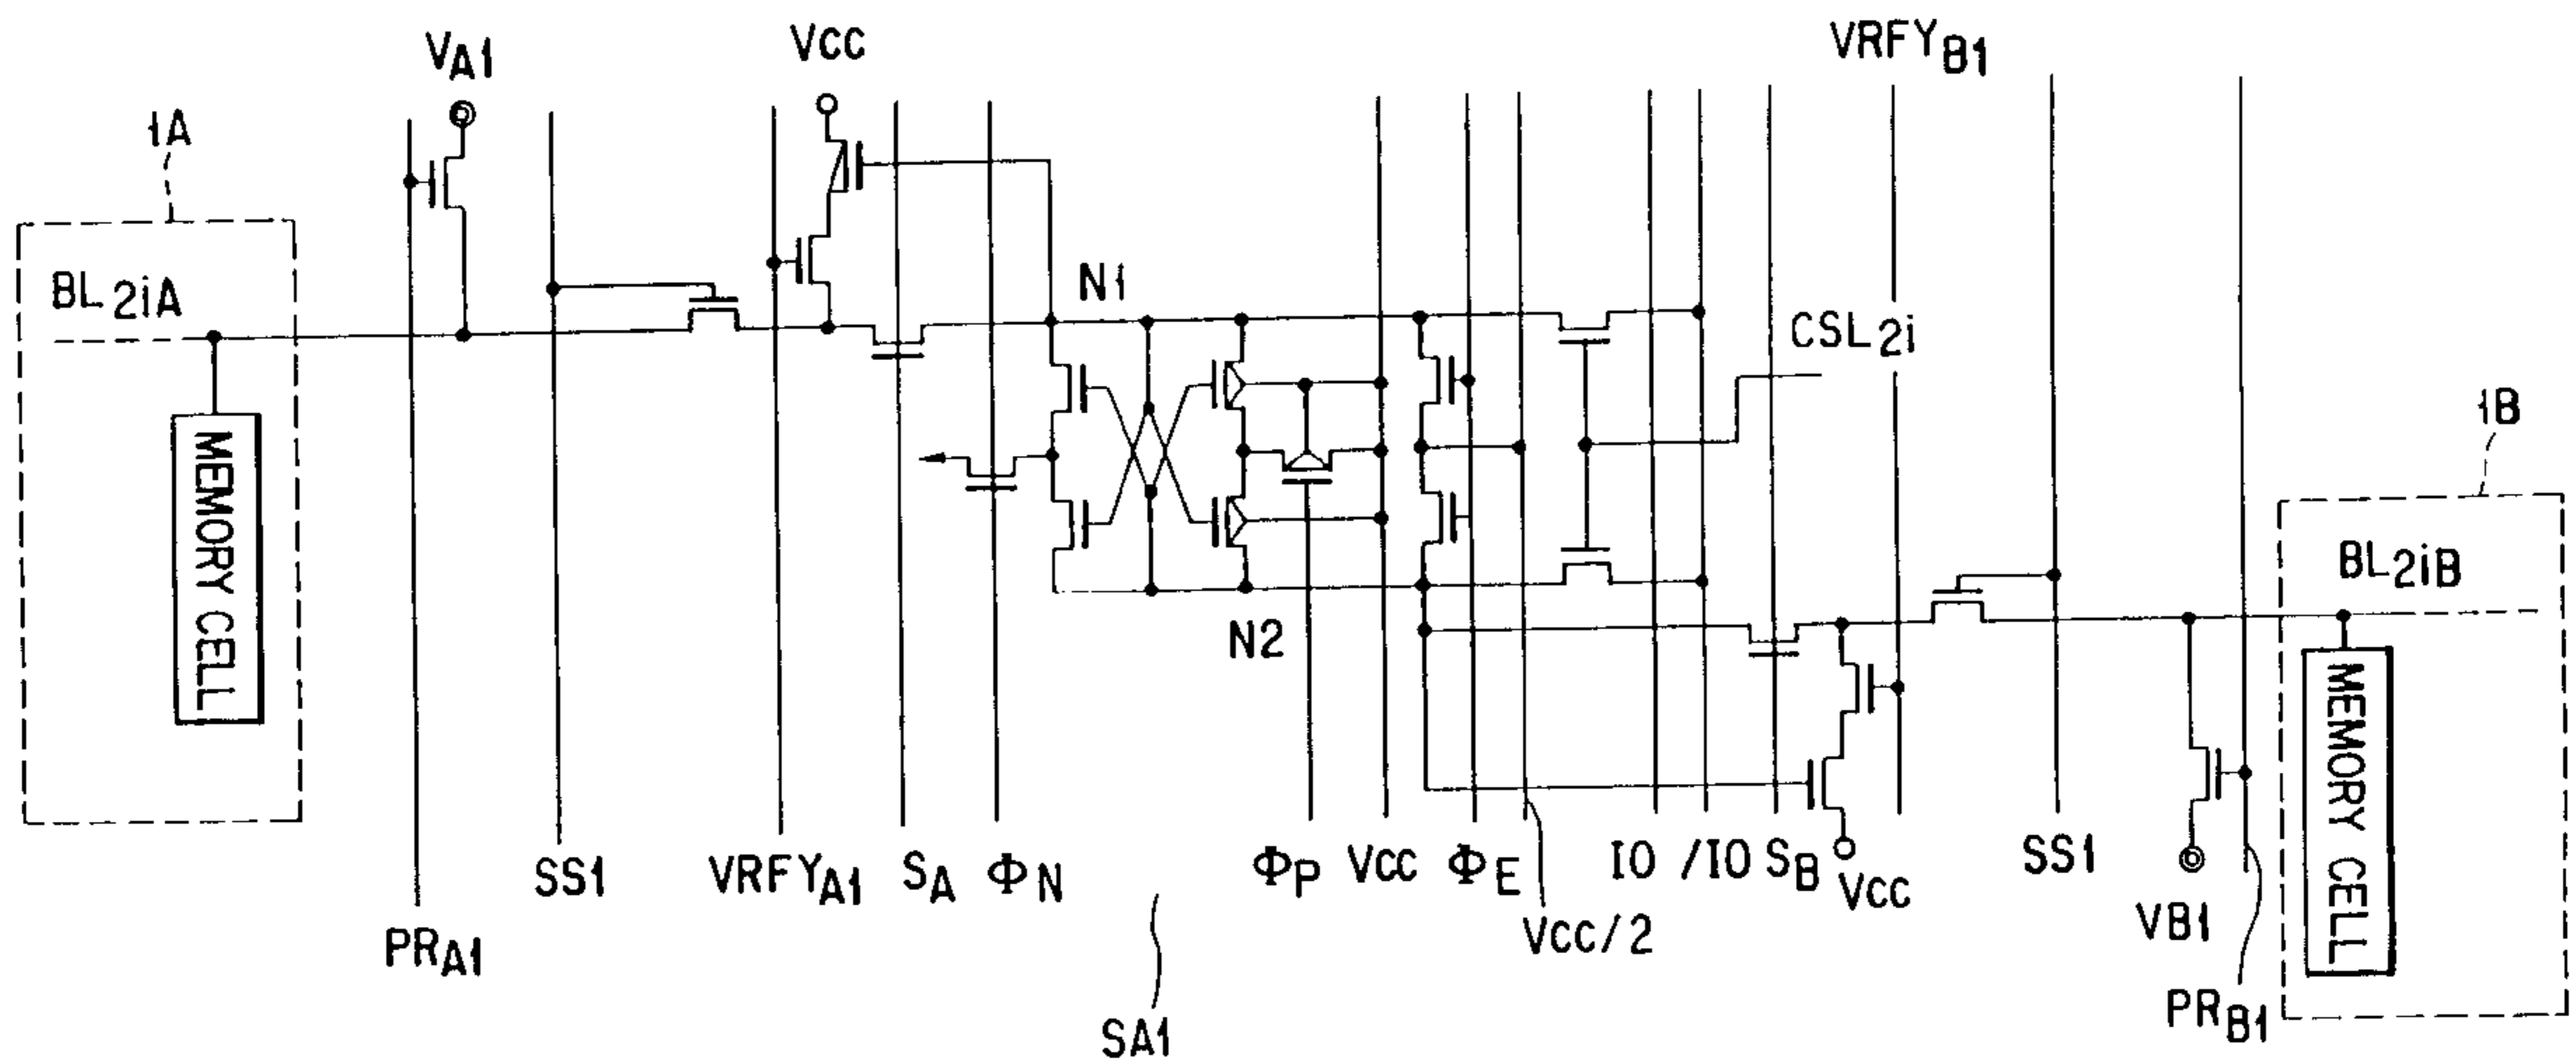 VA1
VCC
VRFYB1
1A
BL2iA
N1
CSL2i
1B
MEMORY CELL
BL2iB
N2
MEMORY CELL
SS1
VRFYA1
SA
ΦN
ΦP
VCC
ΦE
IO
/IO
SB
VCC
SS1
PRA1
VCC/2
VB1
PRB1
SA1